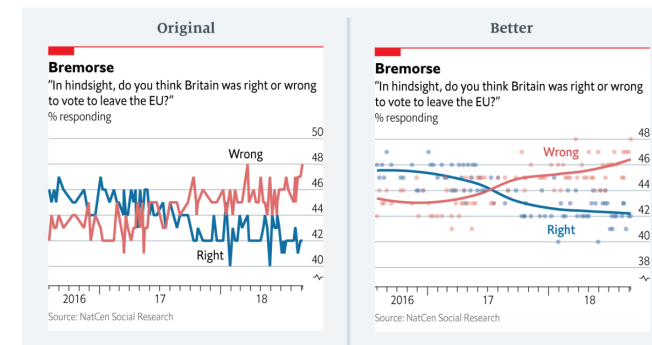 Original
Bremorse
“In hindsight, do you think Britain was right or wrong
to vote to leave the EU?”
% responding
50
48
46
44
42
40
Wrong
Right
2016 17 18
Source: NatCen Social Research
Better
Bremorse
“In hindsight, do you think Britain was right or wrong
to vote to leave the EU?”
% responding
48
46
44
42
40
38
Wrong
Right
2016 17 18
Source: NatCen Social Research